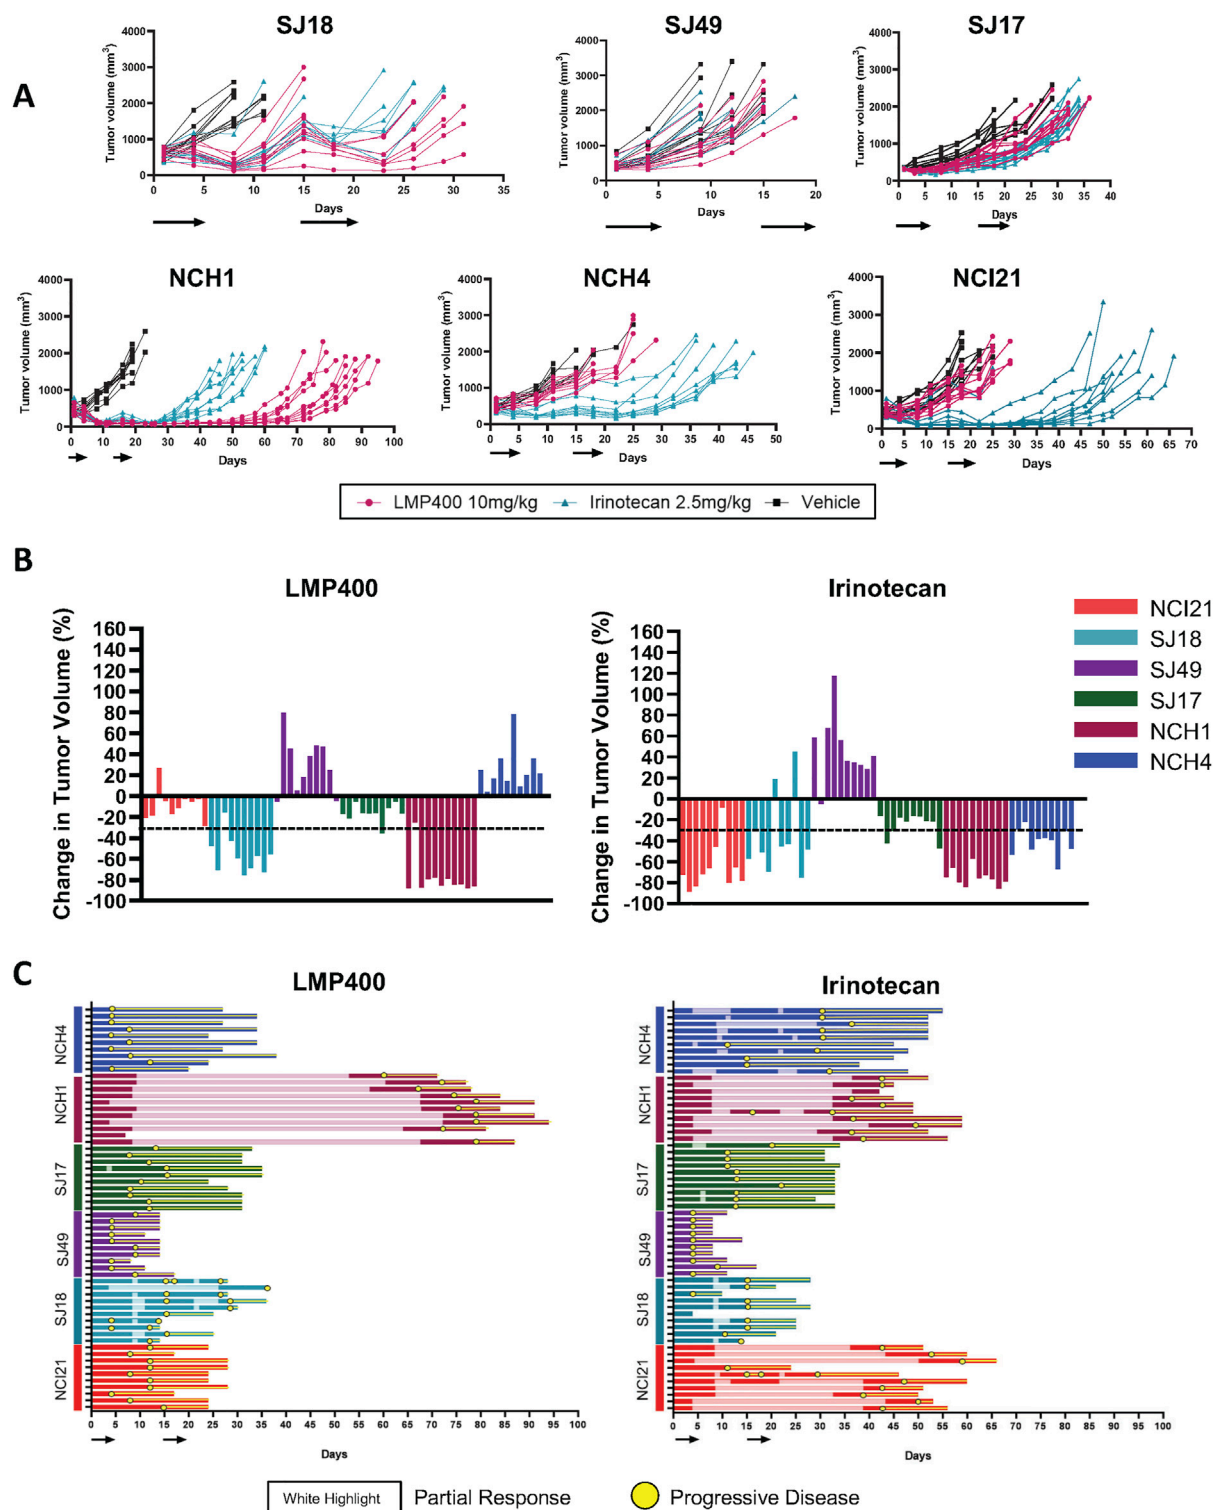 A
SJ18
SJ49
SJ17
Tumor volume (mm³)
4000
3000
2000
1000
0
0 5 10 15 20 25 30 35
Days
Tumor volume (mm³)
4000
3000
2000
1000
0
0 5 10 15 20
Days
Tumor volume (mm³)
4000
3000
2000
1000
0
0 5 10 15 20 25 30 35 40
Days
NCH1
NCH4
NCI21
Tumor volume (mm³)
4000
3000
2000
1000
0
0 10 20 30 40 50 60 70 80 90 100
Days
Tumor volume (mm³)
4000
3000
2000
1000
0
0 5 10 15 20 25 30 35 40 45 50
Days
Tumor volume (mm³)
4000
3000
2000
1000
0
0 5 10 15 20 25 30 35 40 45 50 55 60 65 70
Days
LMP400 10mg/kg Irinotecan 2.5mg/kg Vehicle
B
LMP400
Irinotecan
Change in Tumor Volume (%)
160
140
120
100
80
60
40
20
0
-20
-40
-60
-80
-100
Change in Tumor Volume (%)
160
140
120
100
80
60
40
20
0
-20
-40
-60
-80
-100
NCI21
SJ18
SJ49
SJ17
NCH1
NCH4
C
LMP400
Irinotecan
NCH4
NCH1
SJ17
SJ49
SJ18
NCI21
0 5 10 15 20 25 30 35 40 45 50 55 60 65 70 75 80 85 90 95 100
Days
NCH4
NCH1
SJ17
SJ49
SJ18
NCI21
0 5 10 15 20 25 30 35 40 45 50 55 60 65 70 75 80 85 90 95 100
Days
White Highlight Partial Response Progressive Disease